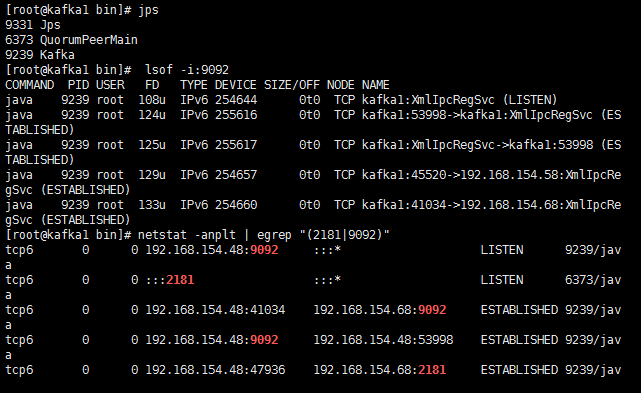 [root@kafka1 bin]# jps
9331 Jps
6373 QuorumPeerMain
9239 Kafka
[root@kafka1 bin]#  lsof -i:9092
COMMAND  PID USER   FD   TYPE DEVICE SIZE/OFF NODE NAME
java    9239 root  108u  IPv6 254644      0t0  TCP kafka1:XmlIpcRegSvc (LISTEN)
java    9239 root  124u  IPv6 255616      0t0  TCP kafka1:53998->kafka1:XmlIpcRegSvc (ES
TABLISHED)
java    9239 root  125u  IPv6 255617      0t0  TCP kafka1:XmlIpcRegSvc->kafka1:53998 (ES
TABLISHED)
java    9239 root  129u  IPv6 254657      0t0  TCP kafka1:45520->192.168.154.58:XmlIpcRe
gSvc (ESTABLISHED)
java    9239 root  133u  IPv6 254660      0t0  TCP kafka1:41034->192.168.154.68:XmlIpcRe
gSvc (ESTABLISHED)
[root@kafka1 bin]# netstat -anplt | egrep "(2181|9092)"
tcp6       0      0 192.168.154.48:9092     :::*                    LISTEN      9239/jav
a
tcp6       0      0 :::2181                 :::*                    LISTEN      6373/jav
a
tcp6       0      0 192.168.154.48:41034    192.168.154.68:9092     ESTABLISHED 9239/jav
a
tcp6       0      0 192.168.154.48:9092     192.168.154.48:53998    ESTABLISHED 9239/jav
a
tcp6       0      0 192.168.154.48:47936    192.168.154.68:2181     ESTABLISHED 9239/jav